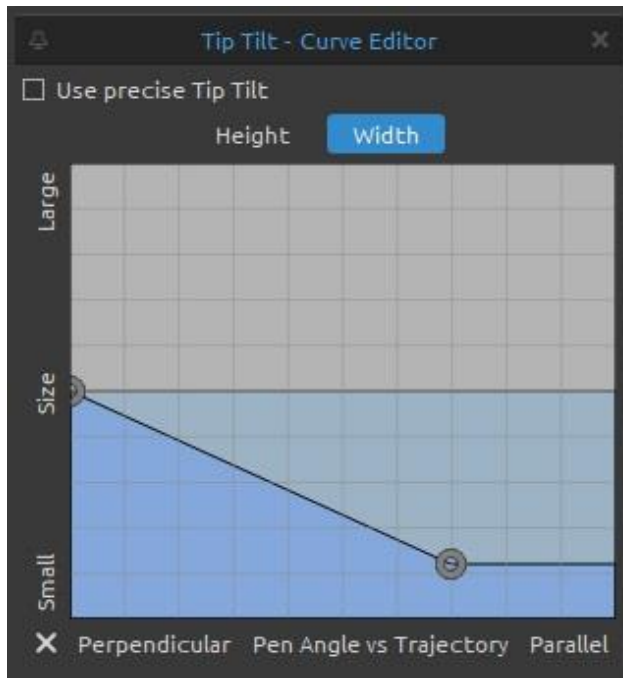 Tip Tilt - Curve Editor
Use precise Tip Tilt
Height Width
Large
Size
Small
Perpendicular Pen Angle vs Trajectory Parallel